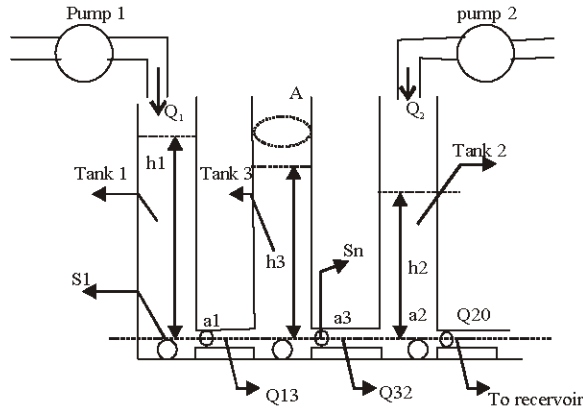 Pump 1
pump 2
A
Q1
Q2
h1
Tank 1
Tank 3
Tank 2
h3
Sn
h2
S1
a1
a3
a2
Q20
Q13
Q32
To reservoir